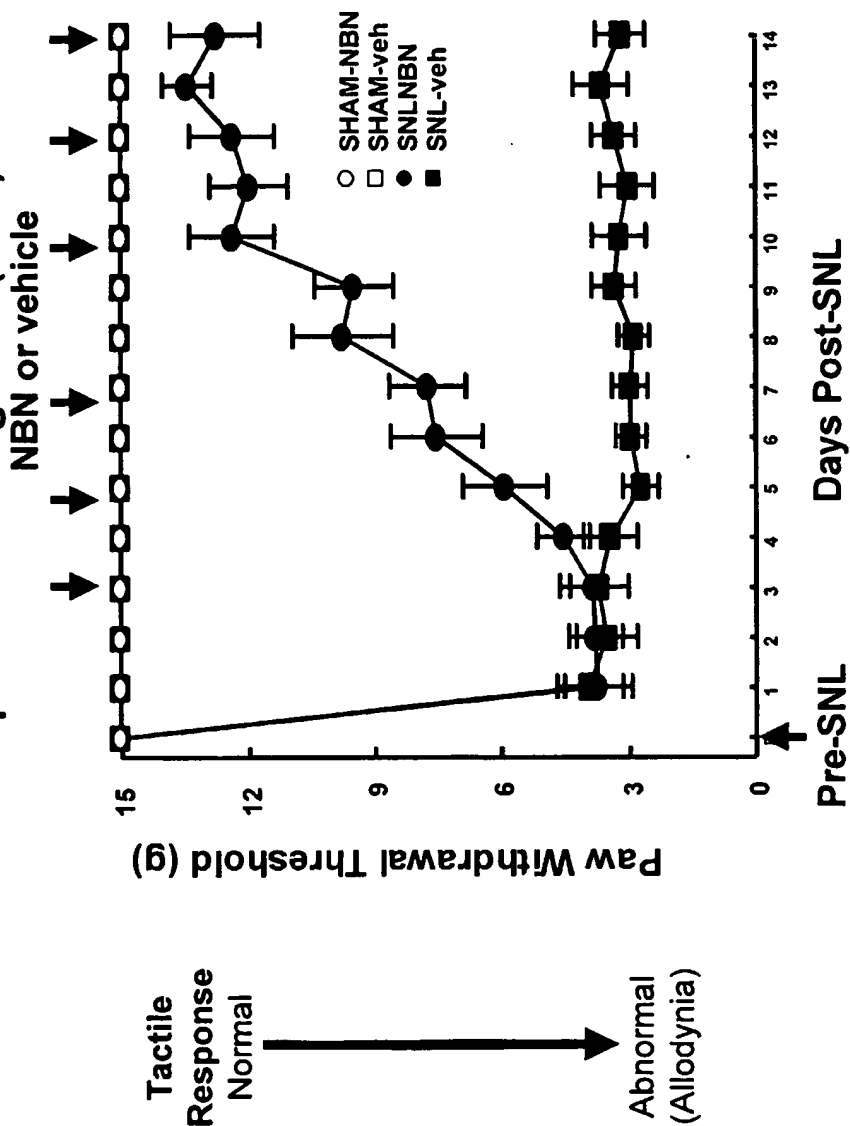 NBN or vehicle
Tactile
Response
Normal
Abnormal
(Allodynia)
Paw Withdrawal Threshold (g)
15
12
9
6
3
0
SHAM-NBN
SHAM-veh
SNLNBN
SNL-veh
1
2
3
4
5
6
7
8
9
10
11
12
13
14
Pre-SNL
Days Post-SNL